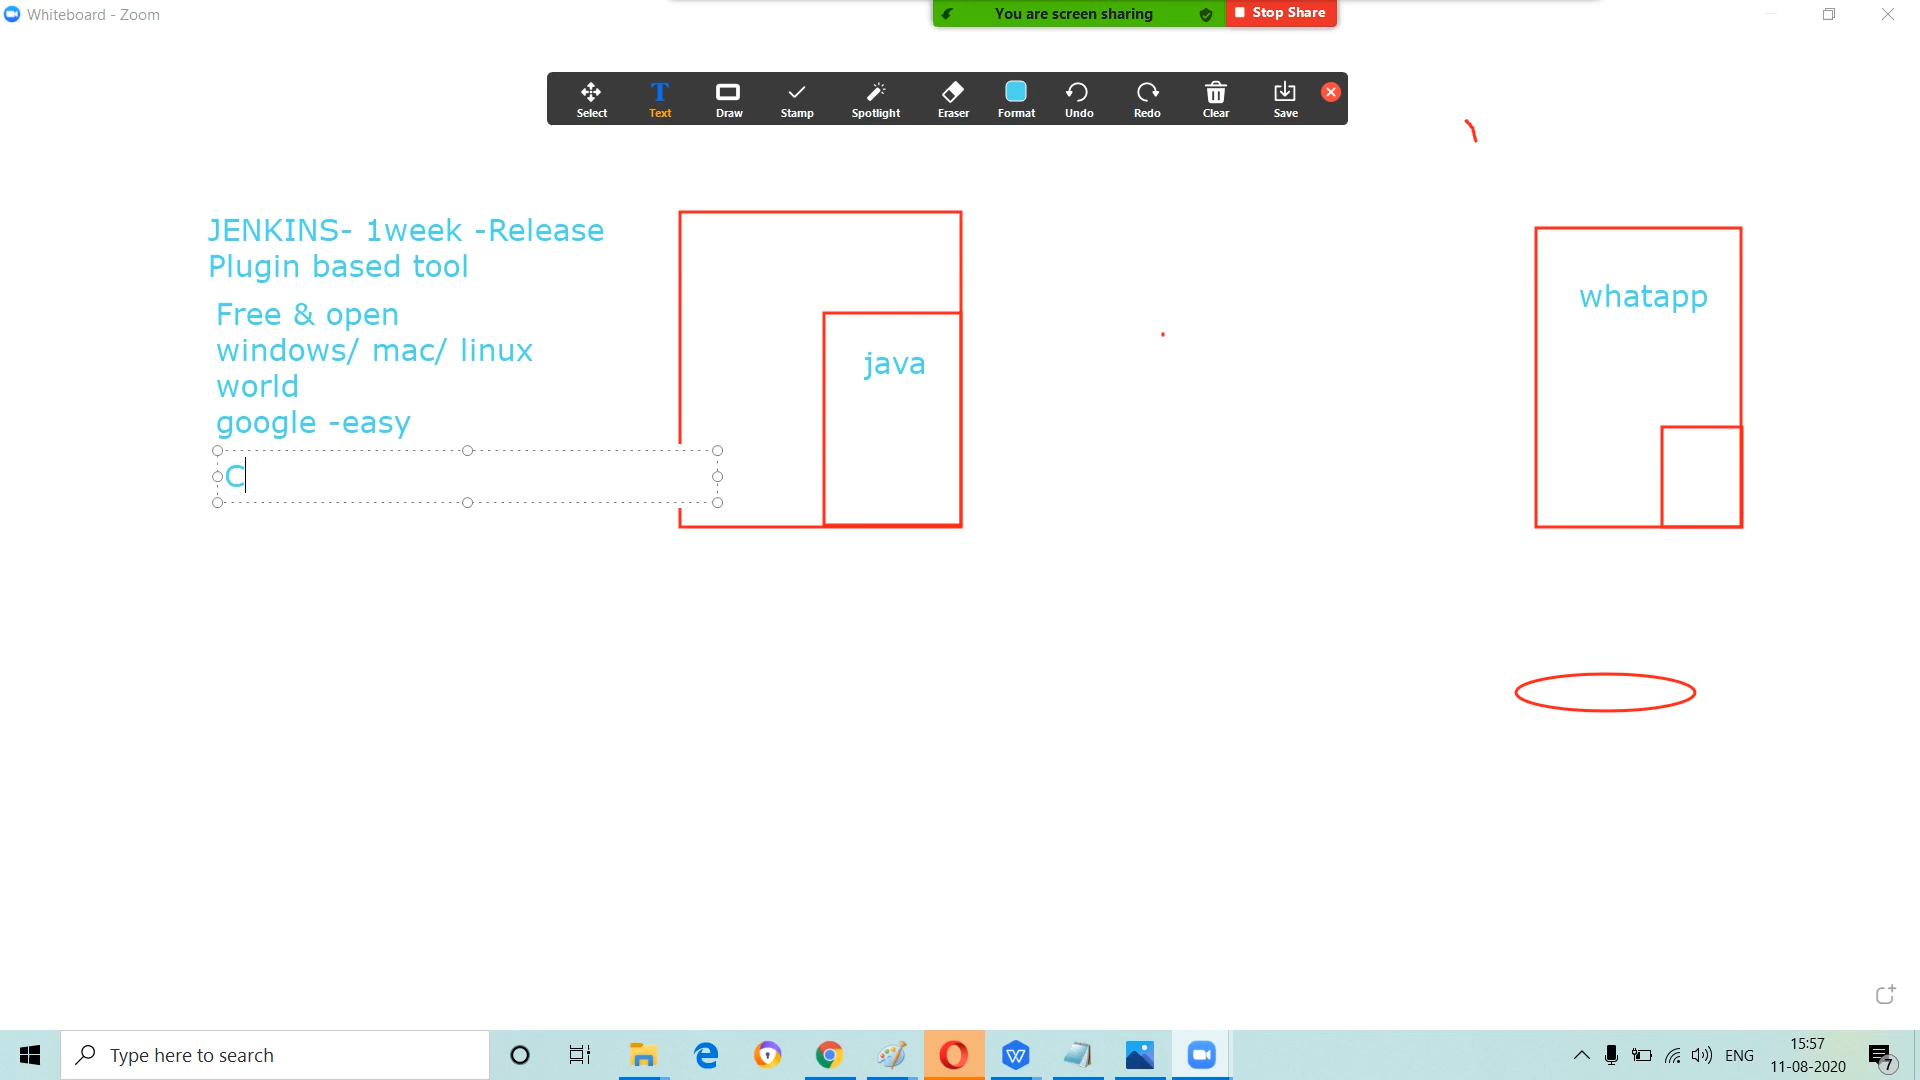 Whiteboard - Zoom
You are screen sharing
Stop Share
Select
Text
Draw
Stamp
Spotlight
Eraser
Format
Undo
Redo
Clear
Save
JENKINS- 1week -Release
Plugin based tool
Free & open
windows/ mac/ linux
world
google -easy
C
java
whatapp
Type here to search
ENG
15:57
11-08-2020
7